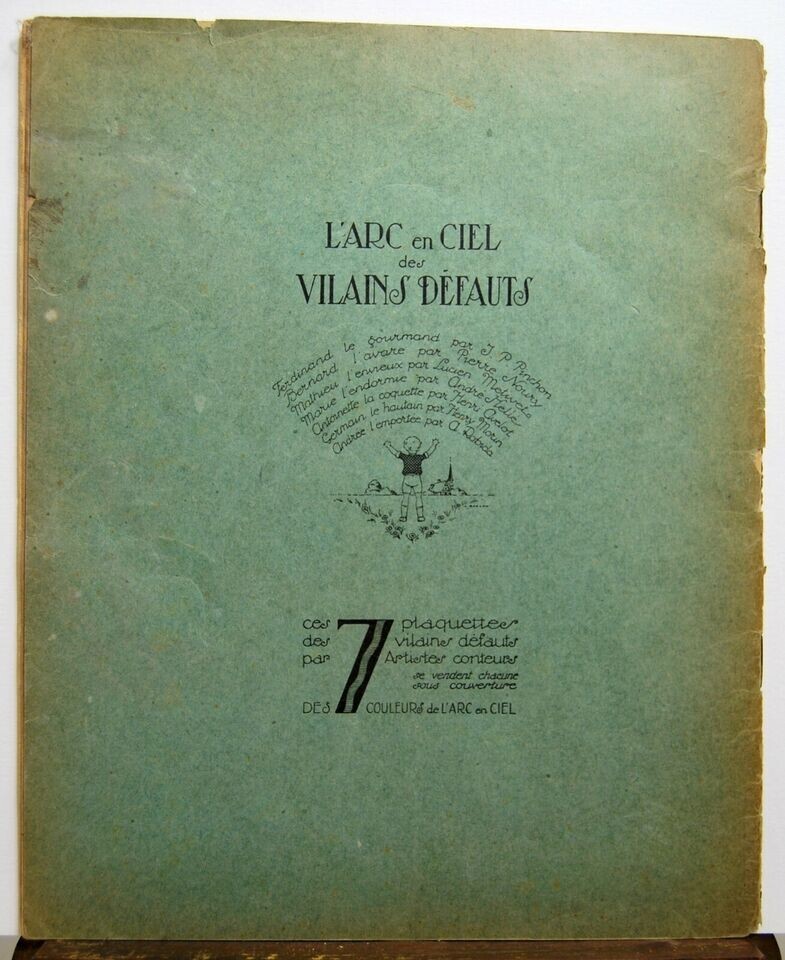 L'ARC en CIEL
des
VILAINS DÉFAUTS
Ferdinand le gourmand par J. P. Pinchon
Bernard l'avare par Pierre Noury
Mathieu l'envieux par Lucien Métivet
Marie l'endormie par André Hellé
Antoinette la coquette par Henri Avelot
Germain le hautain par Henry Morin
Andrée l'emportée par A. Robida
ces 7 plaquettes
des vilains défauts
par Artistes conteurs
se vendent chacune
sous couverture
DES COULEURS de L'ARC en CIEL